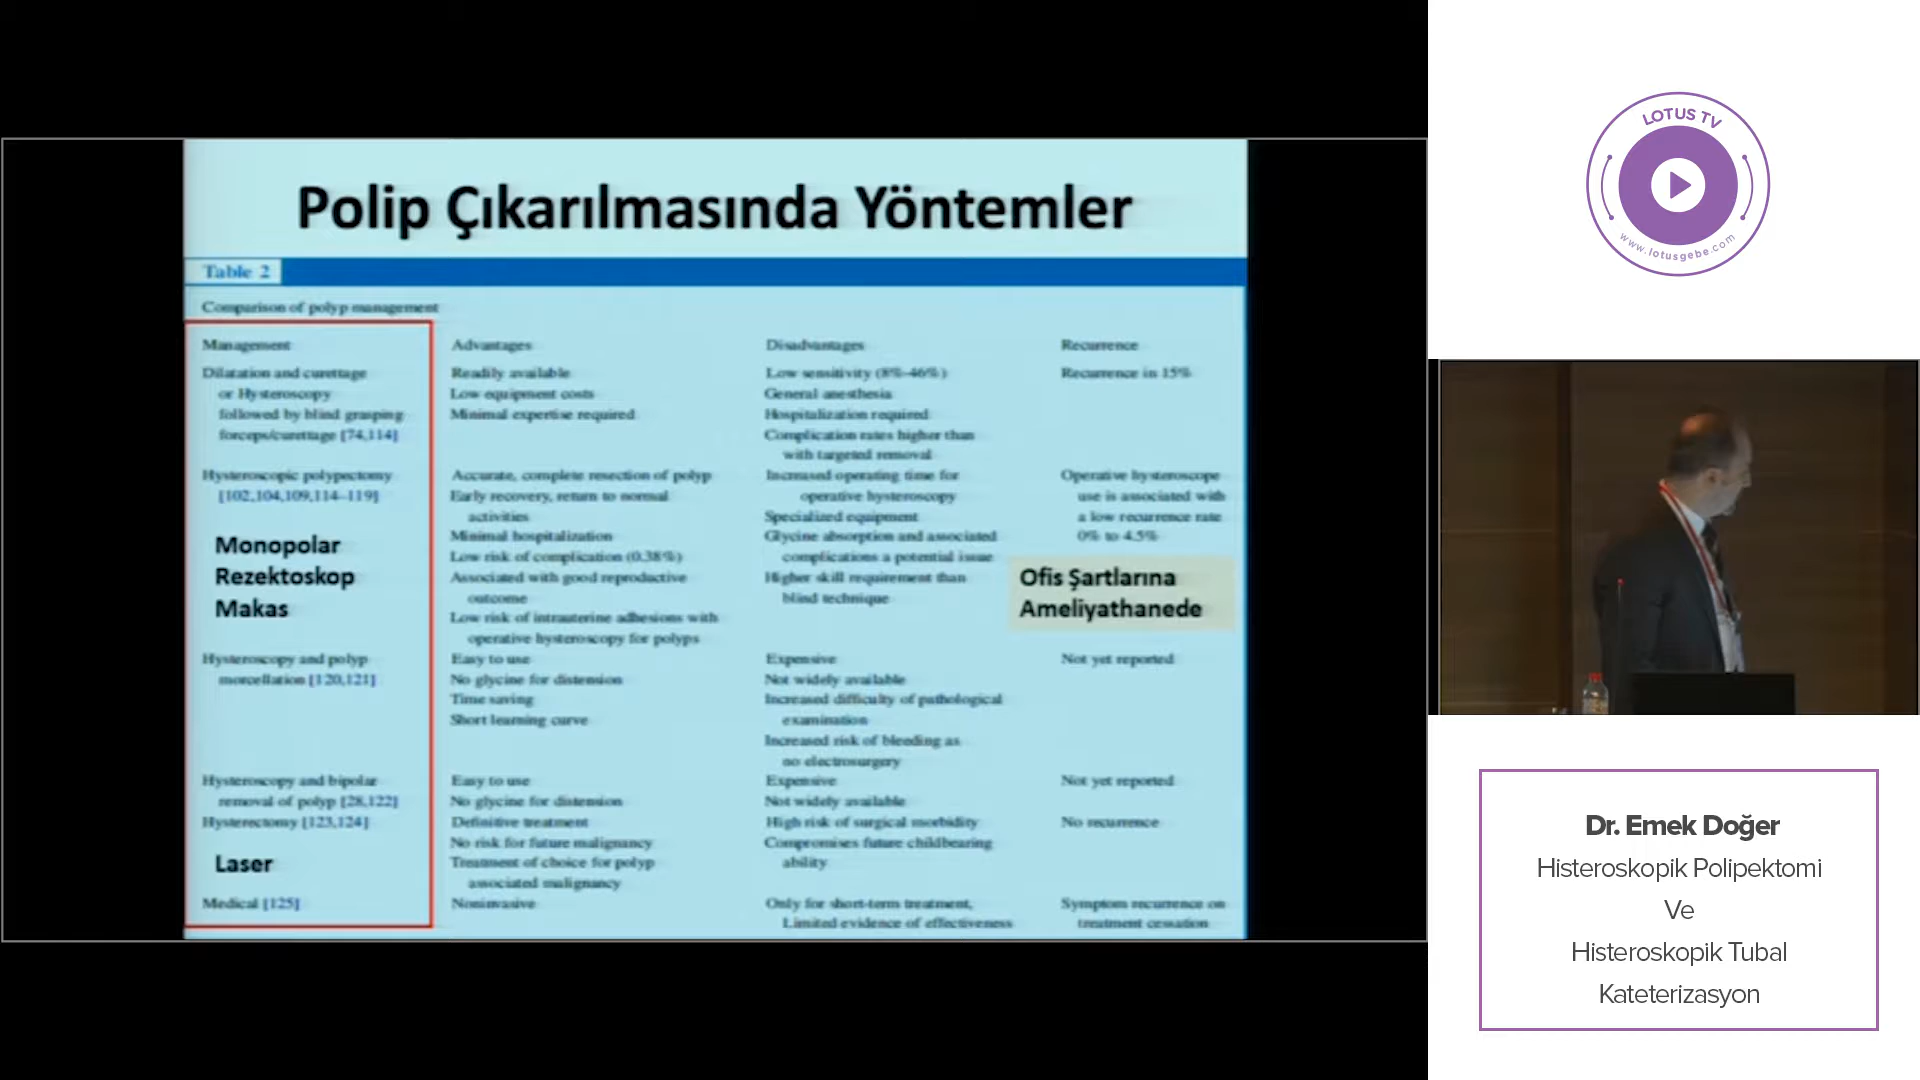 Polip Çıkarılmasında Yöntemler
Table 2
Comparison of polyp management
Management
Advantages
Disadvantages
Recurrence
Dilatation and curettage
or Hysteroscopy
followed by blind grasping
forceps/curettage [74,114]
Readily available
Low equipment costs
Minimal expertise required
Low sensitivity (8%-46%)
General anesthesia
Hospitalization required
Complication rates higher than
with targeted removal
Recurrence in 15%
Hysteroscopic polypectomy
[102,104,109,114–119]
Monopolar
Rezektoskop
Makas
Accurate, complete resection of polyp
Early recovery, return to normal
activities
Minimal hospitalization
Low risk of complication (0.38%)
Associated with good reproductive
outcome
Low risk of intrauterine adhesions with
operative hysteroscopy for polyps
Increased operating time for
operative hysteroscopy
Specialized equipment
Glycine absorption and associated
complications a potential issue
Higher skill requirement than
blind technique
Operative hysteroscope
use is associated with
a low recurrence rate
0% to 4.5%
Ofis Şartlarına
Ameliyathanede
Hysteroscopy and polyp
morcellation [120,121]
Easy to use
No glycine for distension
Time saving
Short learning curve
Expensive
Not widely available
Increased difficulty of pathological
examination
Increased risk of bleeding as
no electrosurgery
Not yet reported
Hysteroscopy and bipolar
removal of polyp [28,122]
Easy to use
No glycine for distension
Expensive
Not widely available
Not yet reported
Hysterectomy [123,124]
Laser
Definitive treatment
No risk for future malignancy
Treatment of choice for polyp
associated malignancy
High risk of surgical morbidity
Compromises future childbearing
ability
No recurrence
Medical [125]
Noninvasive
Only for short-term treatment,
Limited evidence of effectiveness
Symptom recurrence on
treatment cessation
LOTUS TV
www.lotusgebe.com
Dr. Emek Doğer
Histeroskopik Polipektomi
Ve
Histeroskopik Tubal
Kateterizasyon